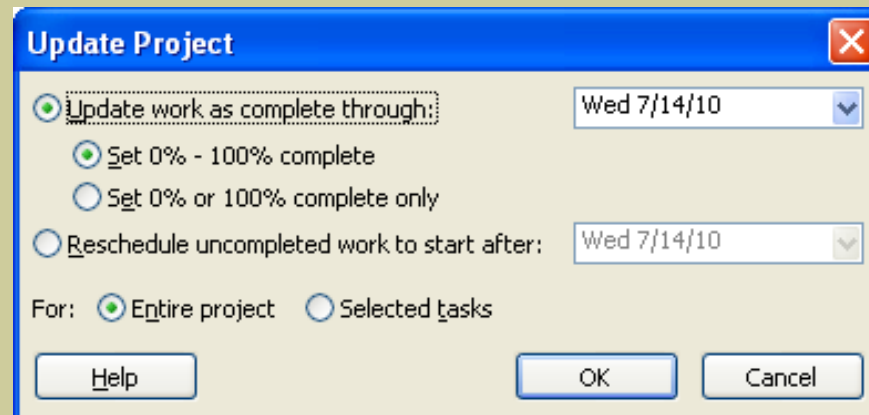 Update Project
Update work as complete through: Wed 7/14/10
Set 0% - 100% complete
Set 0% or 100% complete only
Reschedule uncompleted work to start after: Wed 7/14/10
For: Entire project Selected tasks
Help OK Cancel